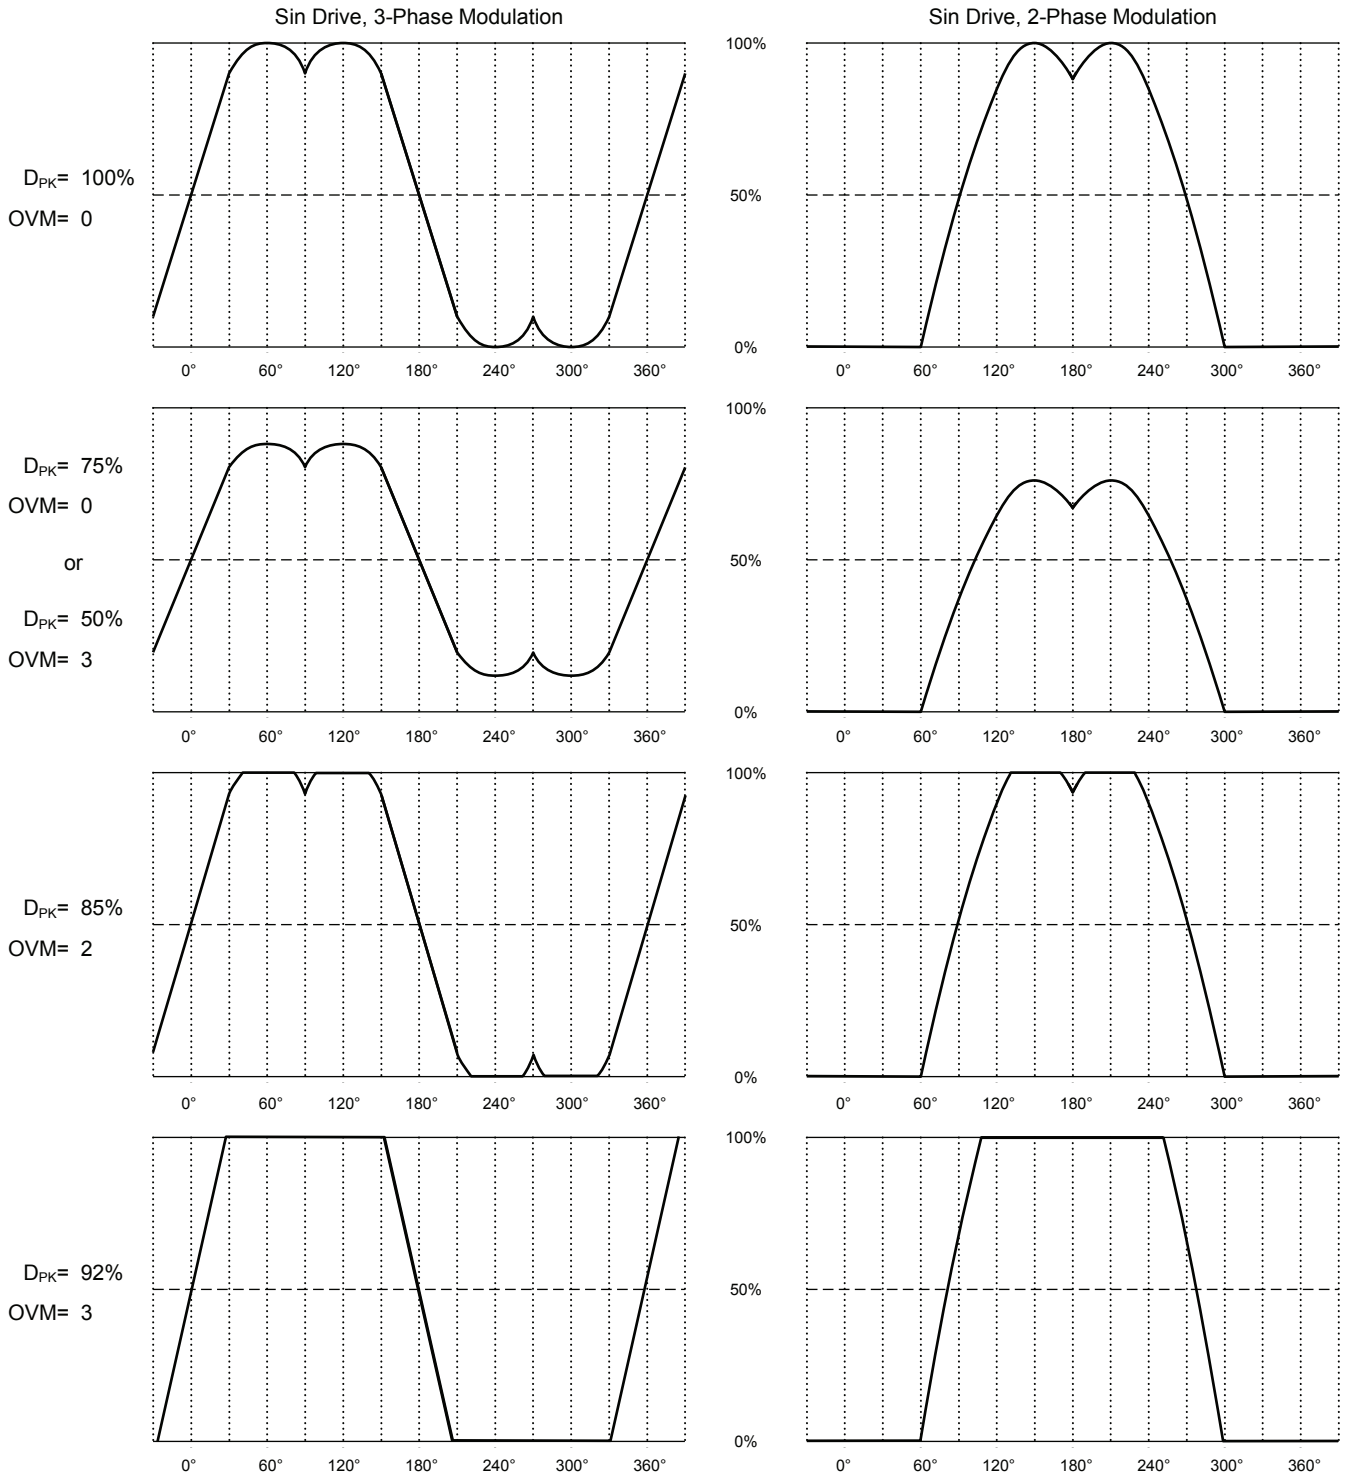 Sin Drive, 3-Phase Modulation
Sin Drive, 2-Phase Modulation
DPK= 100%
OVM= 0
100%
50%
0%
0° 60° 120° 180° 240° 300° 360°
0° 60° 120° 180° 240° 300° 360°
DPK= 75%
OVM= 0
or
DPK= 50%
OVM= 3
100%
50%
0%
0° 60° 120° 180° 240° 300° 360°
0° 60° 120° 180° 240° 300° 360°
DPK= 85%
OVM= 2
100%
50%
0%
0° 60° 120° 180° 240° 300° 360°
0° 60° 120° 180° 240° 300° 360°
DPK= 92%
OVM= 3
100%
50%
0%
0° 60° 120° 180° 240° 300° 360°
0° 60° 120° 180° 240° 300° 360°